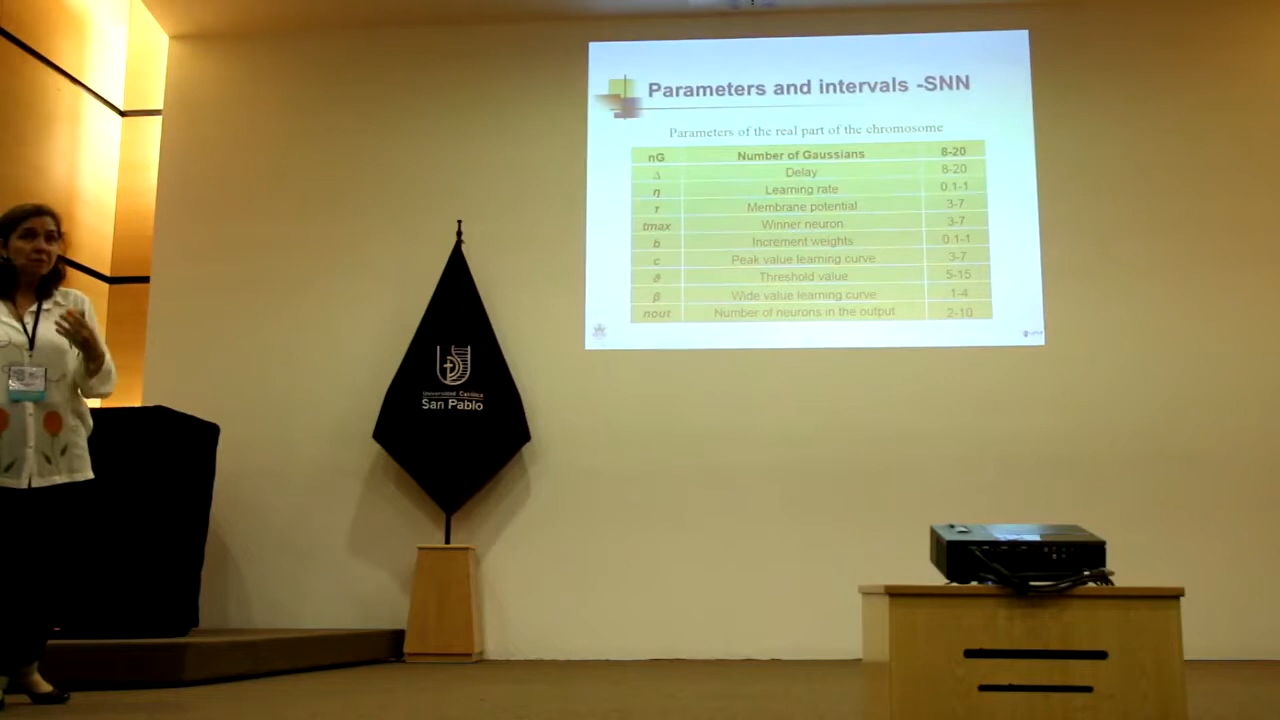 Parameters and intervals -SNN
Parameters of the real part of the chromosome
nG Number of Gaussians 8-20
Δ Delay 8-20
η Learning rate 0.1-1
τ Membrane potential 3-7
tmax Winner neuron 3-7
b Increment weights 0.1-1
c Peak value learning curve 3-7
ϑ Threshold value 5-15
β Wide value learning curve 1-4
nout Number of neurons in the output 2-10
Universidad Católica
San Pablo